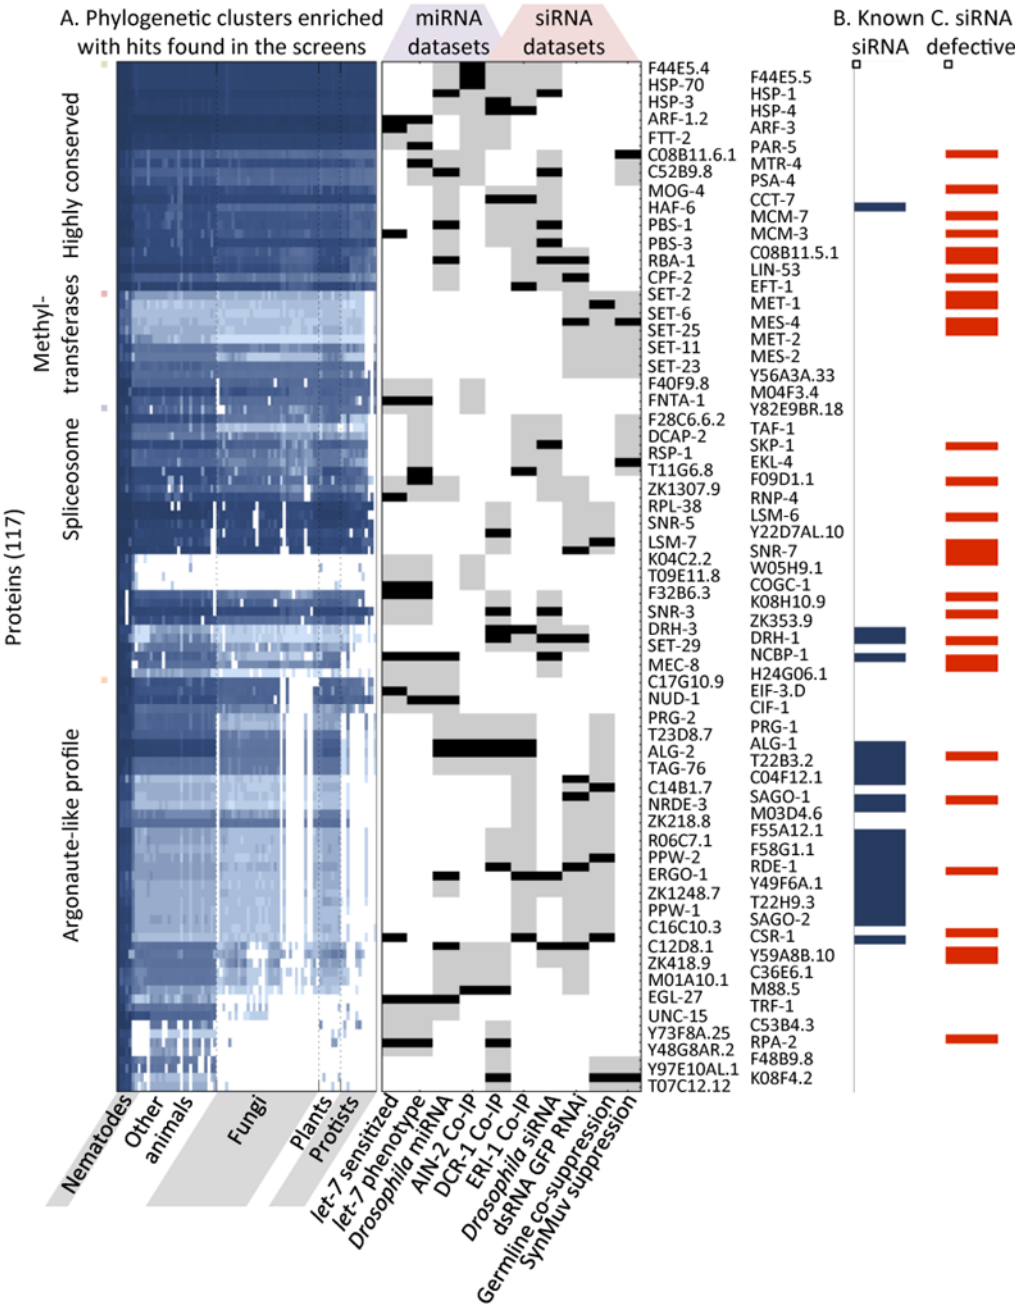 A. Phylogenetic clusters enriched
with hits found in the screens
miRNA
datasets
siRNA
datasets
B. Known
siRNA
C. siRNA
defective
Proteins (117)
Highly conserved
Methyl-
transferases
Spliceosome
Argonaute-like profile
F44E5.4
HSP-70
HSP-3
ARF-1.2
FTT-2
C08B11.6.1
C52B9.8
MOG-4
HAF-6
PBS-1
PBS-3
RBA-1
CPF-2
SET-2
SET-6
SET-25
SET-11
SET-23
F40F9.8
FNTA-1
F28C6.6.2
DCAP-2
RSP-1
T11G6.8
ZK1307.9
RPL-38
SNR-5
LSM-7
K04C2.2
T09E11.8
F32B6.3
SNR-3
DRH-3
SET-29
MEC-8
C17G10.9
NUD-1
PRG-2
T23D8.7
ALG-2
TAG-76
C14B1.7
NRDE-3
ZK218.8
R06C7.1
PPW-2
ERGO-1
ZK1248.7
PPW-1
C16C10.3
C12D8.1
ZK418.9
M01A10.1
EGL-27
UNC-15
Y73F8A.25
Y48G8AR.2
Y97E10AL.1
T07C12.12
F44E5.5
HSP-1
HSP-4
ARF-3
PAR-5
MTR-4
PSA-4
CCT-7
MCM-7
MCM-3
C08B11.5.1
LIN-53
EFT-1
MET-1
MES-4
MET-2
MES-2
Y56A3A.33
M04F3.4
Y82E9BR.18
TAF-1
SKP-1
EKL-4
F09D1.1
RNP-4
LSM-6
Y22D7AL.10
SNR-7
W05H9.1
COGC-1
K08H10.9
ZK353.9
DRH-1
NCBP-1
H24G06.1
EIF-3.D
CIF-1
PRG-1
ALG-1
T22B3.2
C04F12.1
SAGO-1
M03D4.6
F55A12.1
F58G1.1
RDE-1
Y49F6A.1
T22H9.3
SAGO-2
CSR-1
Y59A8B.10
C36E6.1
M88.5
TRF-1
C53B4.3
RPA-2
F48B9.8
K08F4.2
Nematodes
Other
animals
Fungi
Plants
Protists
let-7 sensitized
let-7 phenotype
Drosophila miRNA
AIN-2 Co-IP
DCR-1 Co-IP
ERI-1 Co-IP
Drosophila siRNA
dsRNA GFP RNAi
Germline co-suppression
SynMuv suppression